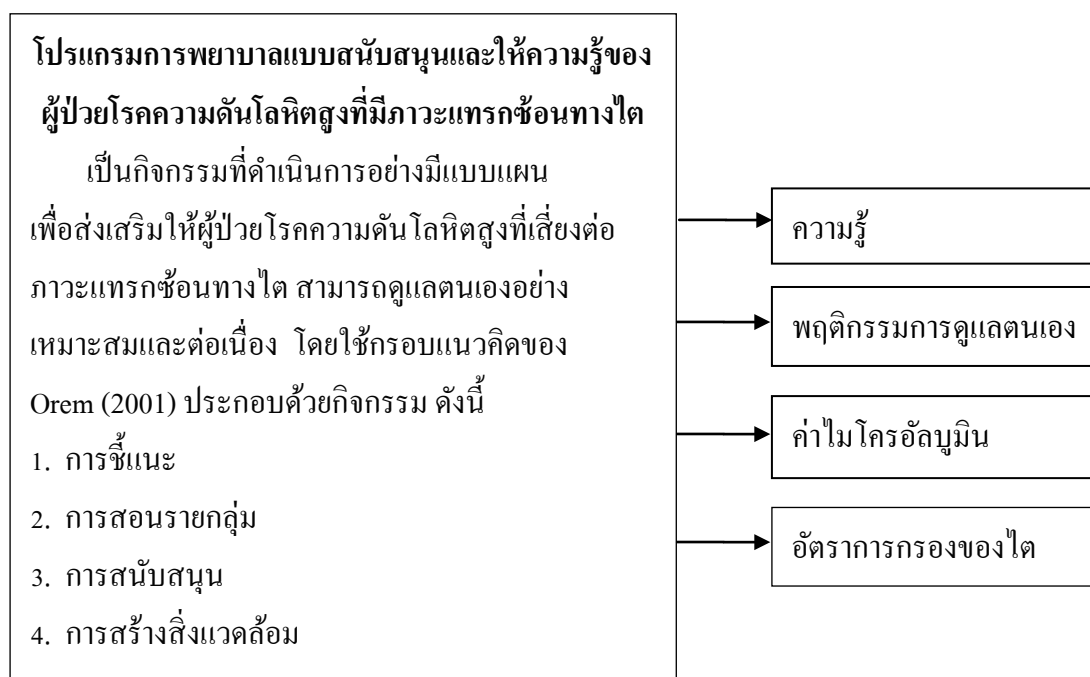 โปรแกรมการพยาบาลแบบสนับสนุนและให้ความรู้ของ
ผู้ป่วยโรคความดันโลหิตสูงที่มีภาวะแทรกซ้อนทางไต
เป็นกิจกรรมที่ดำเนินการอย่างมีแบบแผน
เพื่อส่งเสริมให้ผู้ป่วยโรคความดันโลหิตสูงที่เสี่ยงต่อ
ภาวะแทรกซ้อนทางไต สามารถดูแลตนเองอย่าง
เหมาะสมและต่อเนื่อง โดยใช้กรอบแนวคิดของ
Orem (2001) ประกอบด้วยกิจกรรม ดังนี้
1. การชี้แนะ
2. การสอนรายกลุ่ม
3. การสนับสนุน
4. การสร้างสิ่งแวดล้อม
ความรู้
พฤติกรรมการดูแลตนเอง
ค่าไมโครอัลบูมิน
อัตราการกรองของไต